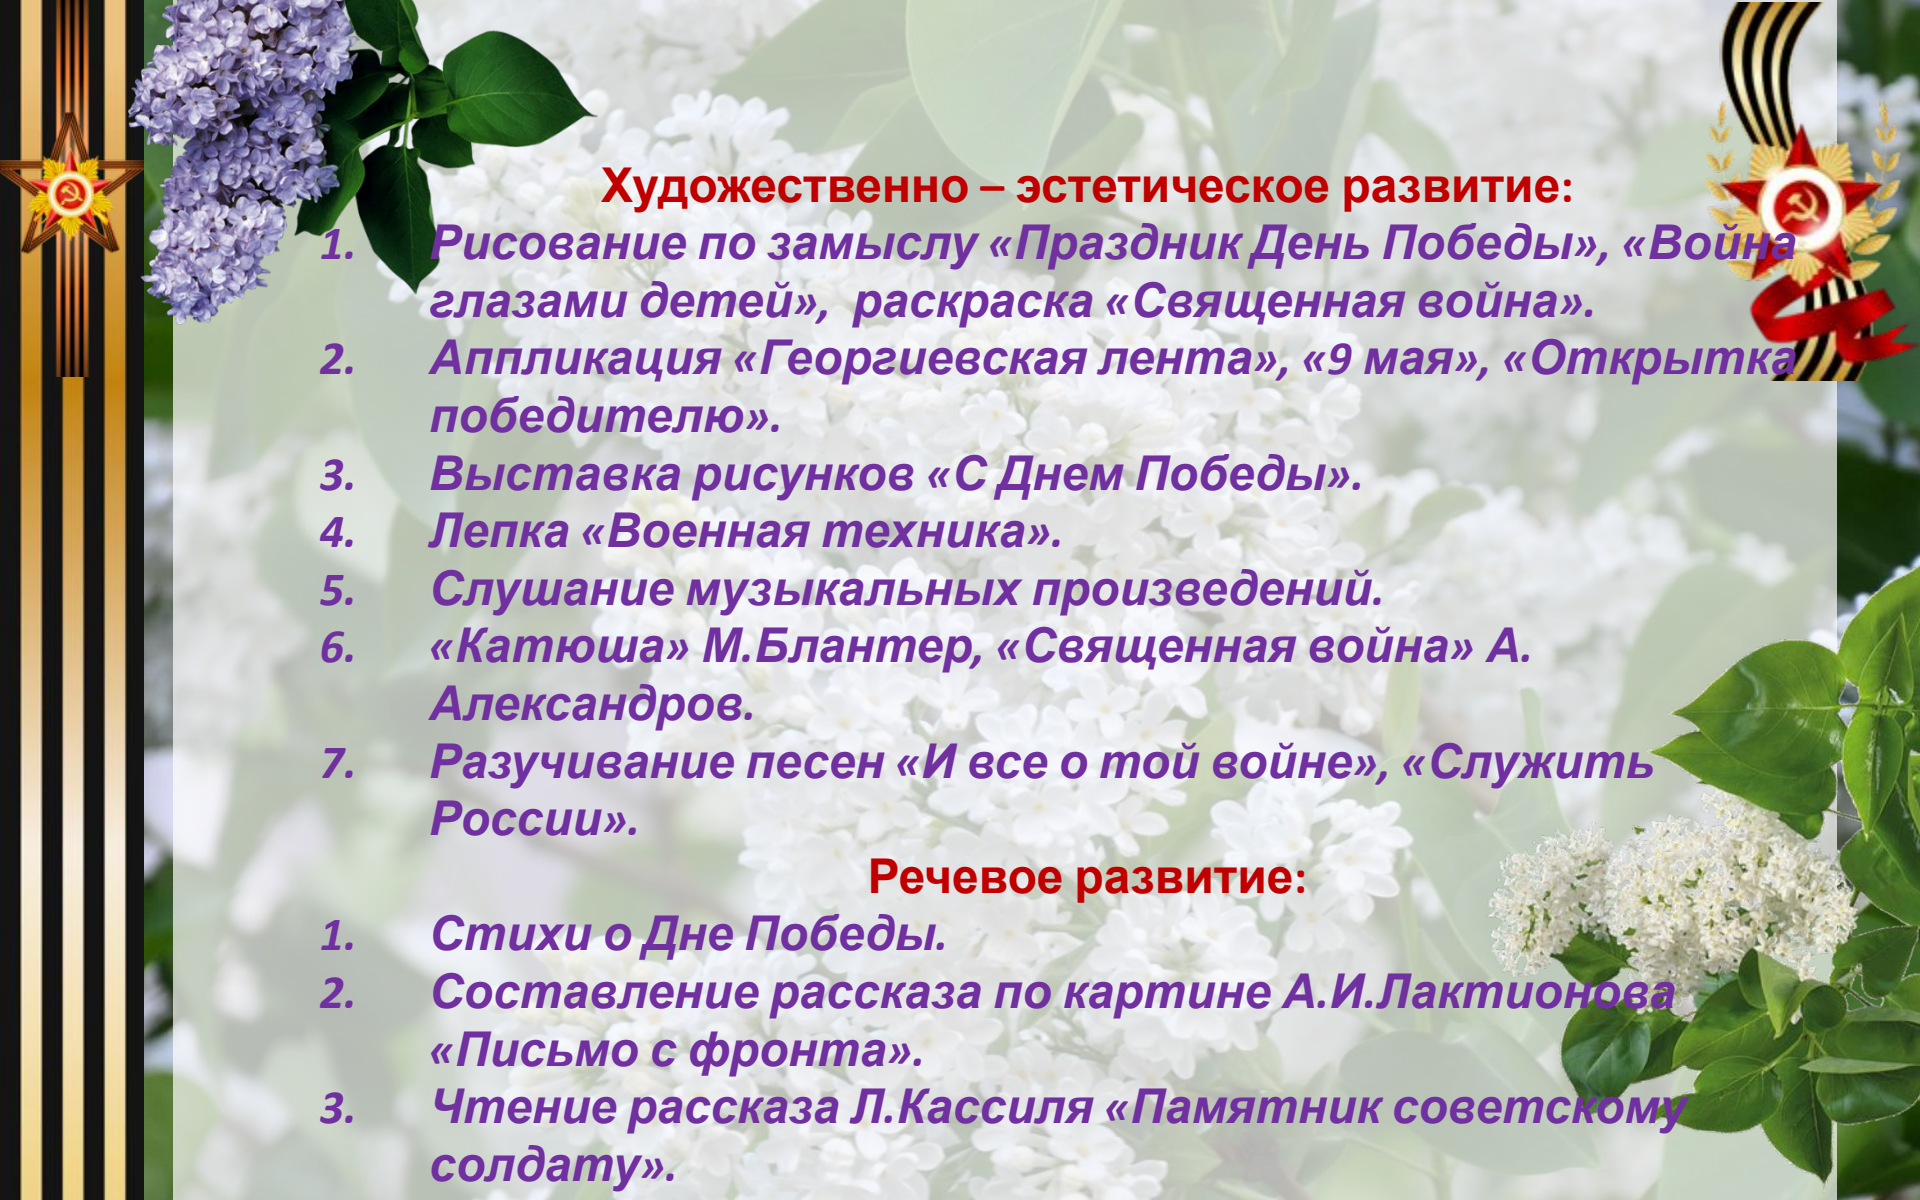 Художественно – эстетическое развитие:
1. Рисование по замыслу «Праздник День Победы», «Война
глазами детей», раскраска «Священная война».
2. Аппликация «Георгиевская лента», «9 мая», «Открытка
победителю».
3. Выставка рисунков «С Днем Победы».
4. Лепка «Военная техника».
5. Слушание музыкальных произведений.
6. «Катюша» М.Блантер, «Священная война» А.
Александров.
7. Разучивание песен «И все о той войне», «Служить
России».
Речевое развитие:
1. Стихи о Дне Победы.
2. Составление рассказа по картине А.И.Лактионова
«Письмо с фронта».
3. Чтение рассказа Л.Кассиля «Памятник советскому
солдату».